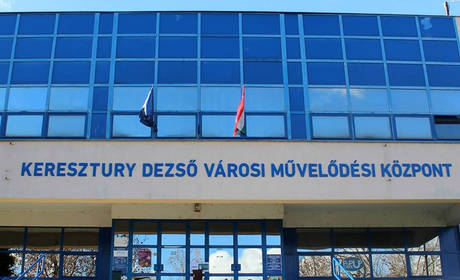 KERESZTURY DEZSŐ VÁROSI MŰVELŐDÉSI KÖZPONT